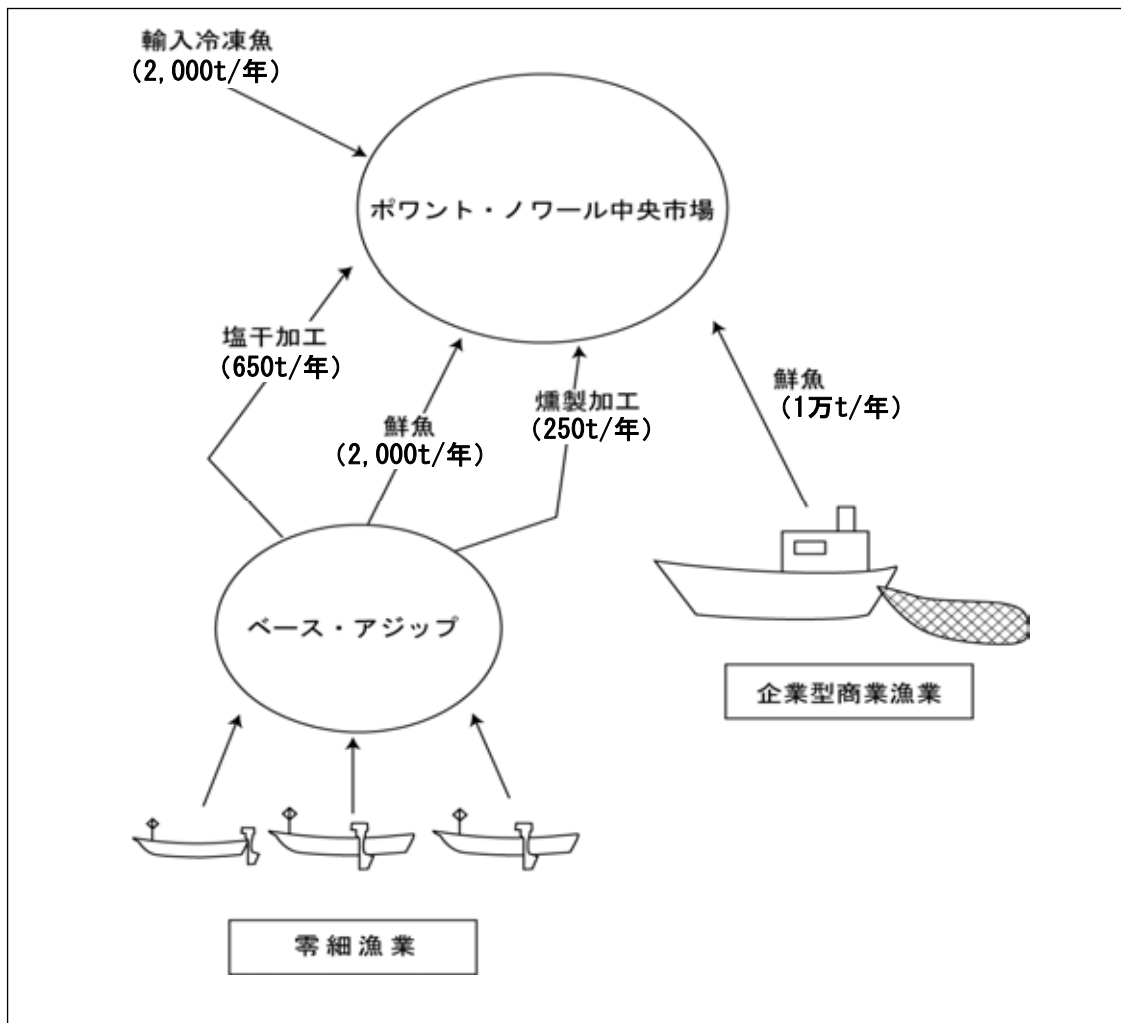 輸入冷凍魚
(2,000t/年)
ポワント・ノワール中央市場
塩干加工
(650t/年)
鮮魚
(2,000t/年)
燻製加工
(250t/年)
鮮魚
(1万t/年)
ベース・アジップ
企業型商業漁業
零細漁業